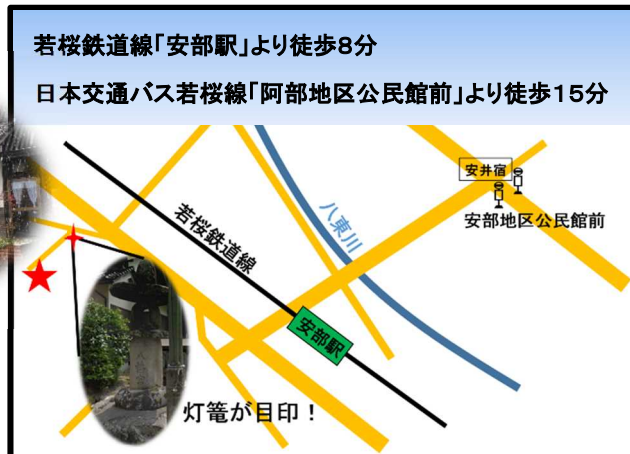 若桜鉄道線「安部駅」より徒歩8分
日本交通バス若桜線「阿部地区公民館前」より徒歩15分
安井宿
安部地区公民館前
八東川
若桜鉄道線
安部駅
灯篭が目印！